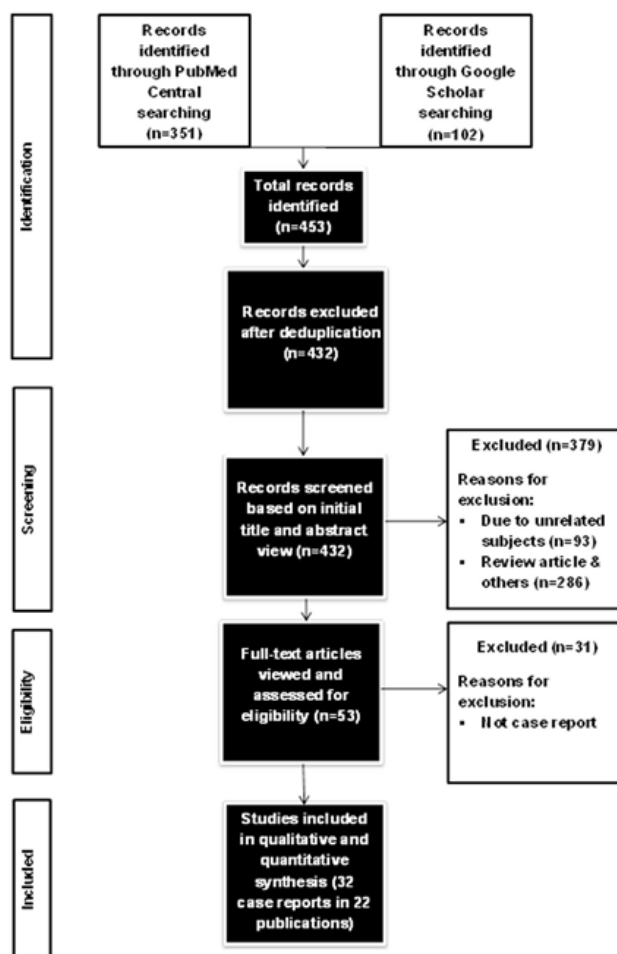 Records
identified
through PubMed
Central
searching
(n=351)
Records
identified
through Google
Scholar
searching
(n=102)
Identification
Total records
identified
(n=453)
Records excluded
after deduplication
(n=432)
Screening
Records screened
based on initial
title and abstract
view (n=432)
Excluded (n=379)
Reasons for
exclusion:
▪ Due to unrelated
subjects (n=93)
▪ Review article &
others (n=286)
Eligibility
Full-text articles
viewed and
assessed for
eligibility (n=53)
Excluded (n=31)
Reasons for
exclusion:
▪ Not case report
Included
Studies included
in qualitative and
quantitative
synthesis (32
case reports in 22
publications)